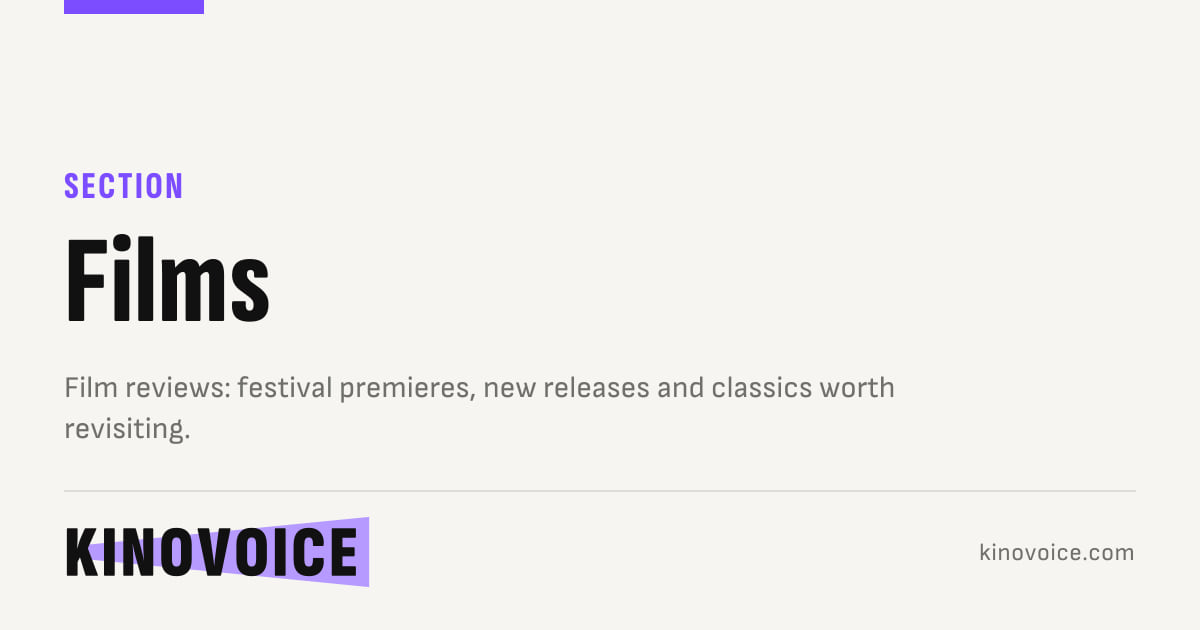 SECTION
Films
Film reviews: festival premieres, new releases and classics worth
revisiting.
KINOVOICE
kinovoice.com